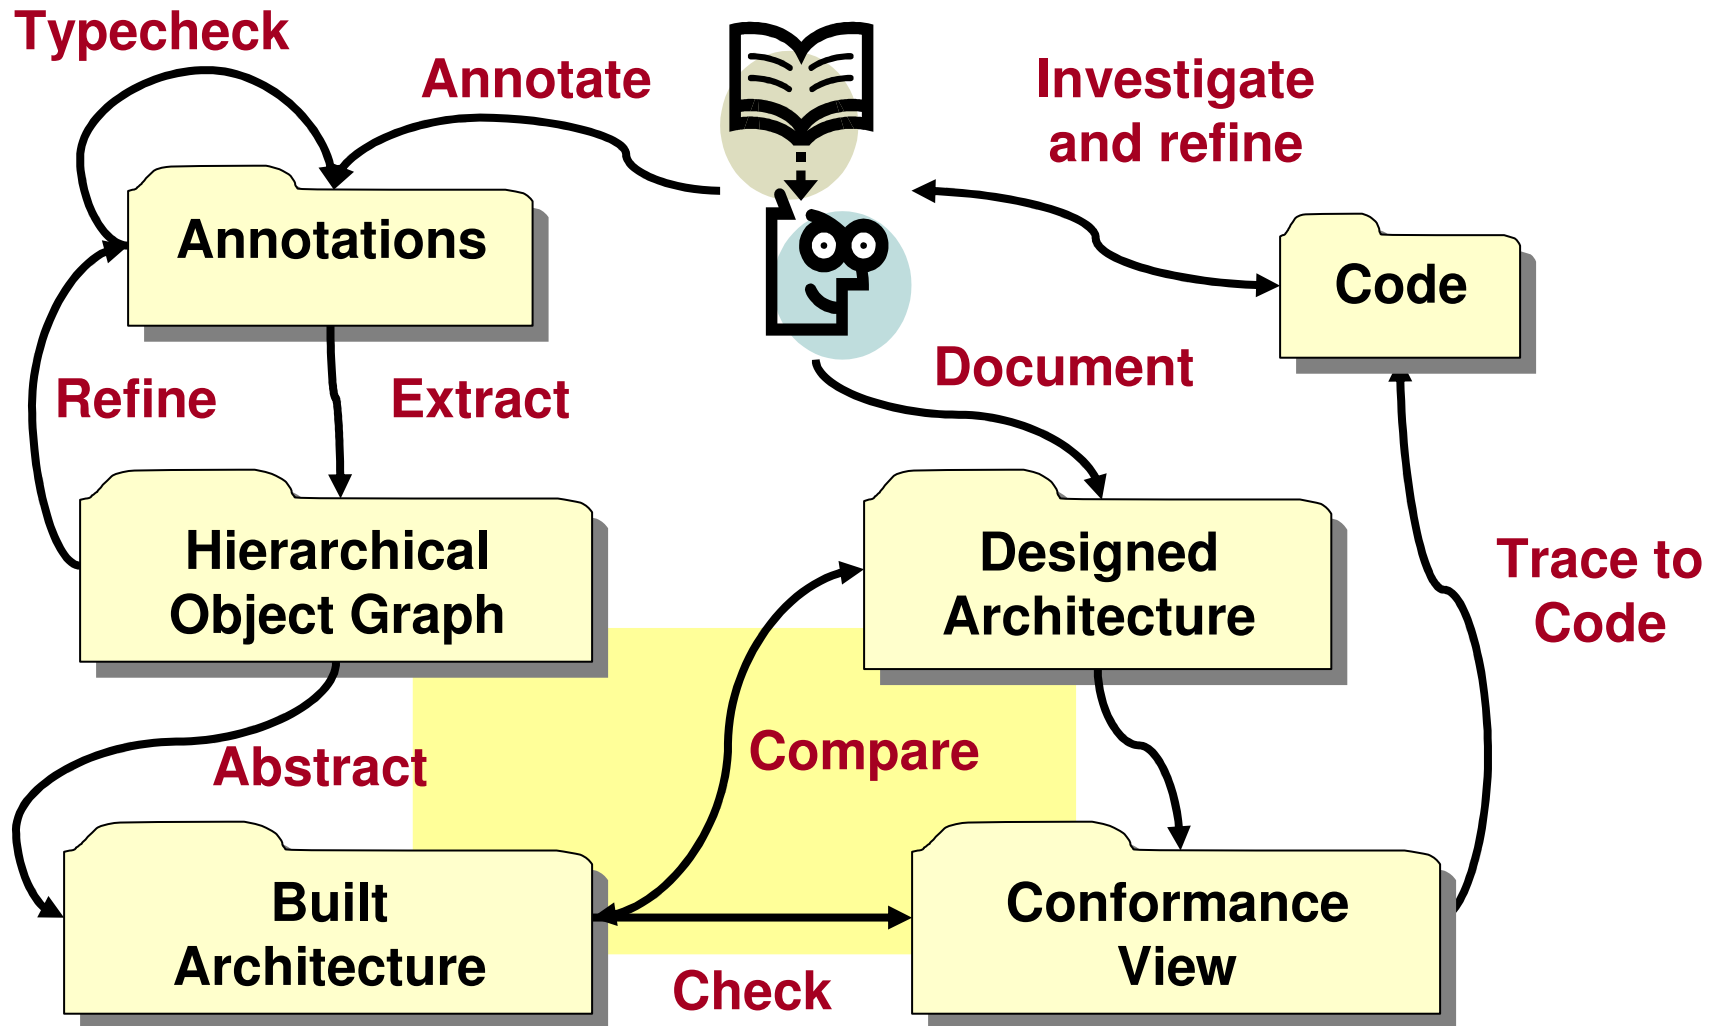 Typecheck
Annotate
Investigate
and refine
Annotations
Code
Document
Refine
Extract
Hierarchical
Object Graph
Designed
Architecture
Trace to
Code
Compare
Abstract
Built
Architecture
Conformance
View
Check